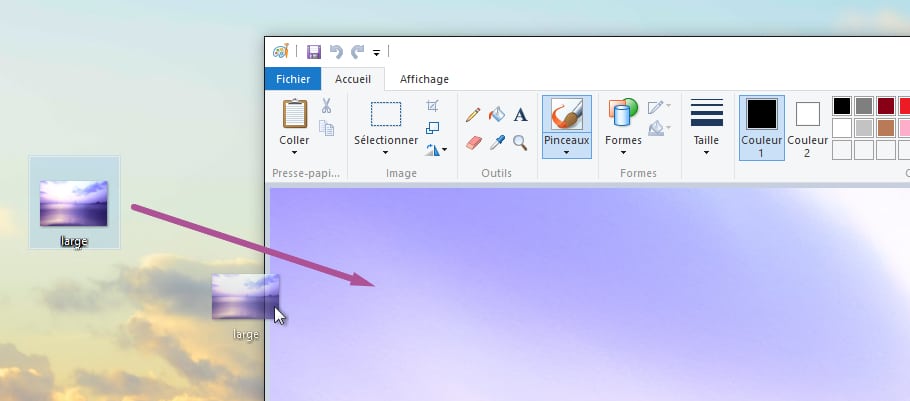 Fichier
Accueil
Affichage
Coller
Sélectionner
A
Pinceaux
Formes
Taille
Couleur
1
Couleur
2
Presse-papi...
Image
Outils
Formes
C
large
large